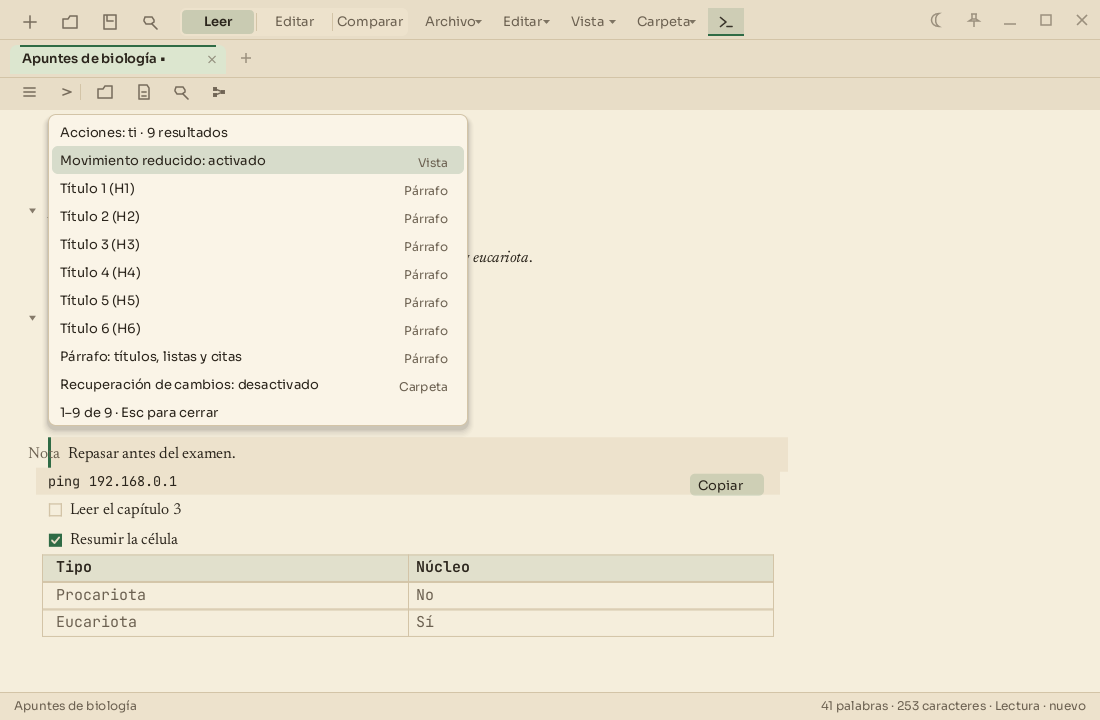 Leer Editar Comparar Archivo Editar Vista Carpeta
Apuntes de biología
Acciones: ti · 9 resultados
Movimiento reducido: activado Vista
Título 1 (H1) Párrafo
Título 2 (H2) Párrafo
Título 3 (H3) Párrafo
Título 4 (H4) Párrafo
Título 5 (H5) Párrafo
Título 6 (H6) Párrafo
Párrafo: títulos, listas y citas Párrafo
Recuperación de cambios: desactivado Carpeta
1–9 de 9 · Esc para cerrar
y eucariota.
Nota Repasar antes del examen.
ping 192.168.0.1 Copiar
Leer el capítulo 3
Resumir la célula
Tipo Núcleo
Procariota No
Eucariota Sí
Apuntes de biología 41 palabras · 253 caracteres · Lectura · nuevo